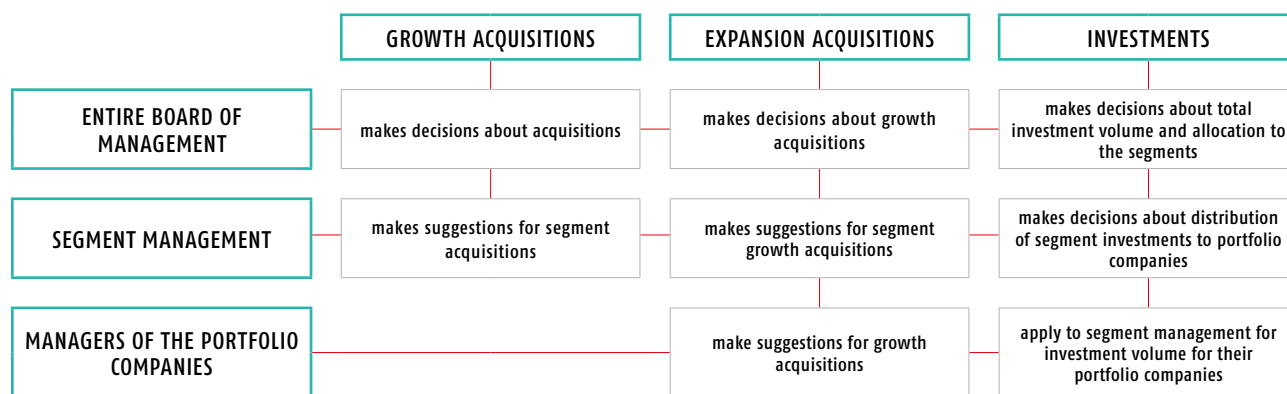 GROWTH ACQUISITIONS
EXPANSION ACQUISITIONS
INVESTMENTS
ENTIRE BOARD OF
MANAGEMENT
makes decisions about acquisitions
makes decisions about growth
acquisitions
makes decisions about total
investment volume and allocation to
the segments
SEGMENT MANAGEMENT
makes suggestions for segment
acquisitions
makes suggestions for segment
growth acquisitions
makes decisions about distribution
of segment investments to portfolio
companies
MANAGERS OF THE PORTFOLIO
COMPANIES
make suggestions for growth
acquisitions
apply to segment management for
investment volume for their
portfolio companies